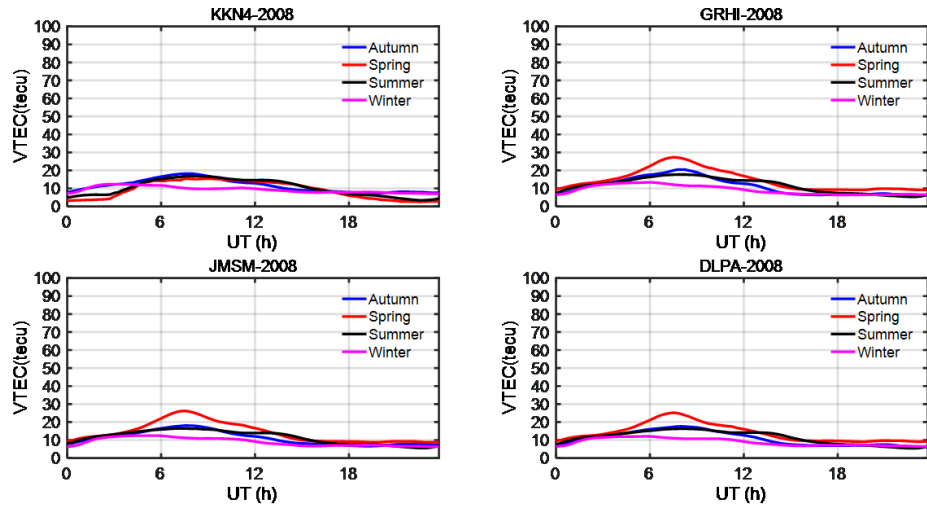 KKN4-2008
100
90
80
70
60
50
40
30
20
10
0
VTEC(tecu)
Autumn
Spring
Summer
Winter
0 6 12 18
UT (h)
GRHI-2008
100
90
80
70
60
50
40
30
20
10
0
VTEC(tecu)
Autumn
Spring
Summer
Winter
0 6 12 18
UT (h)
JMSM-2008
100
90
80
70
60
50
40
30
20
10
0
VTEC(tecu)
Autumn
Spring
Summer
Winter
0 6 12 18
UT (h)
DLPA-2008
100
90
80
70
60
50
40
30
20
10
0
VTEC(tecu)
Autumn
Spring
Summer
Winter
0 6 12 18
UT (h)